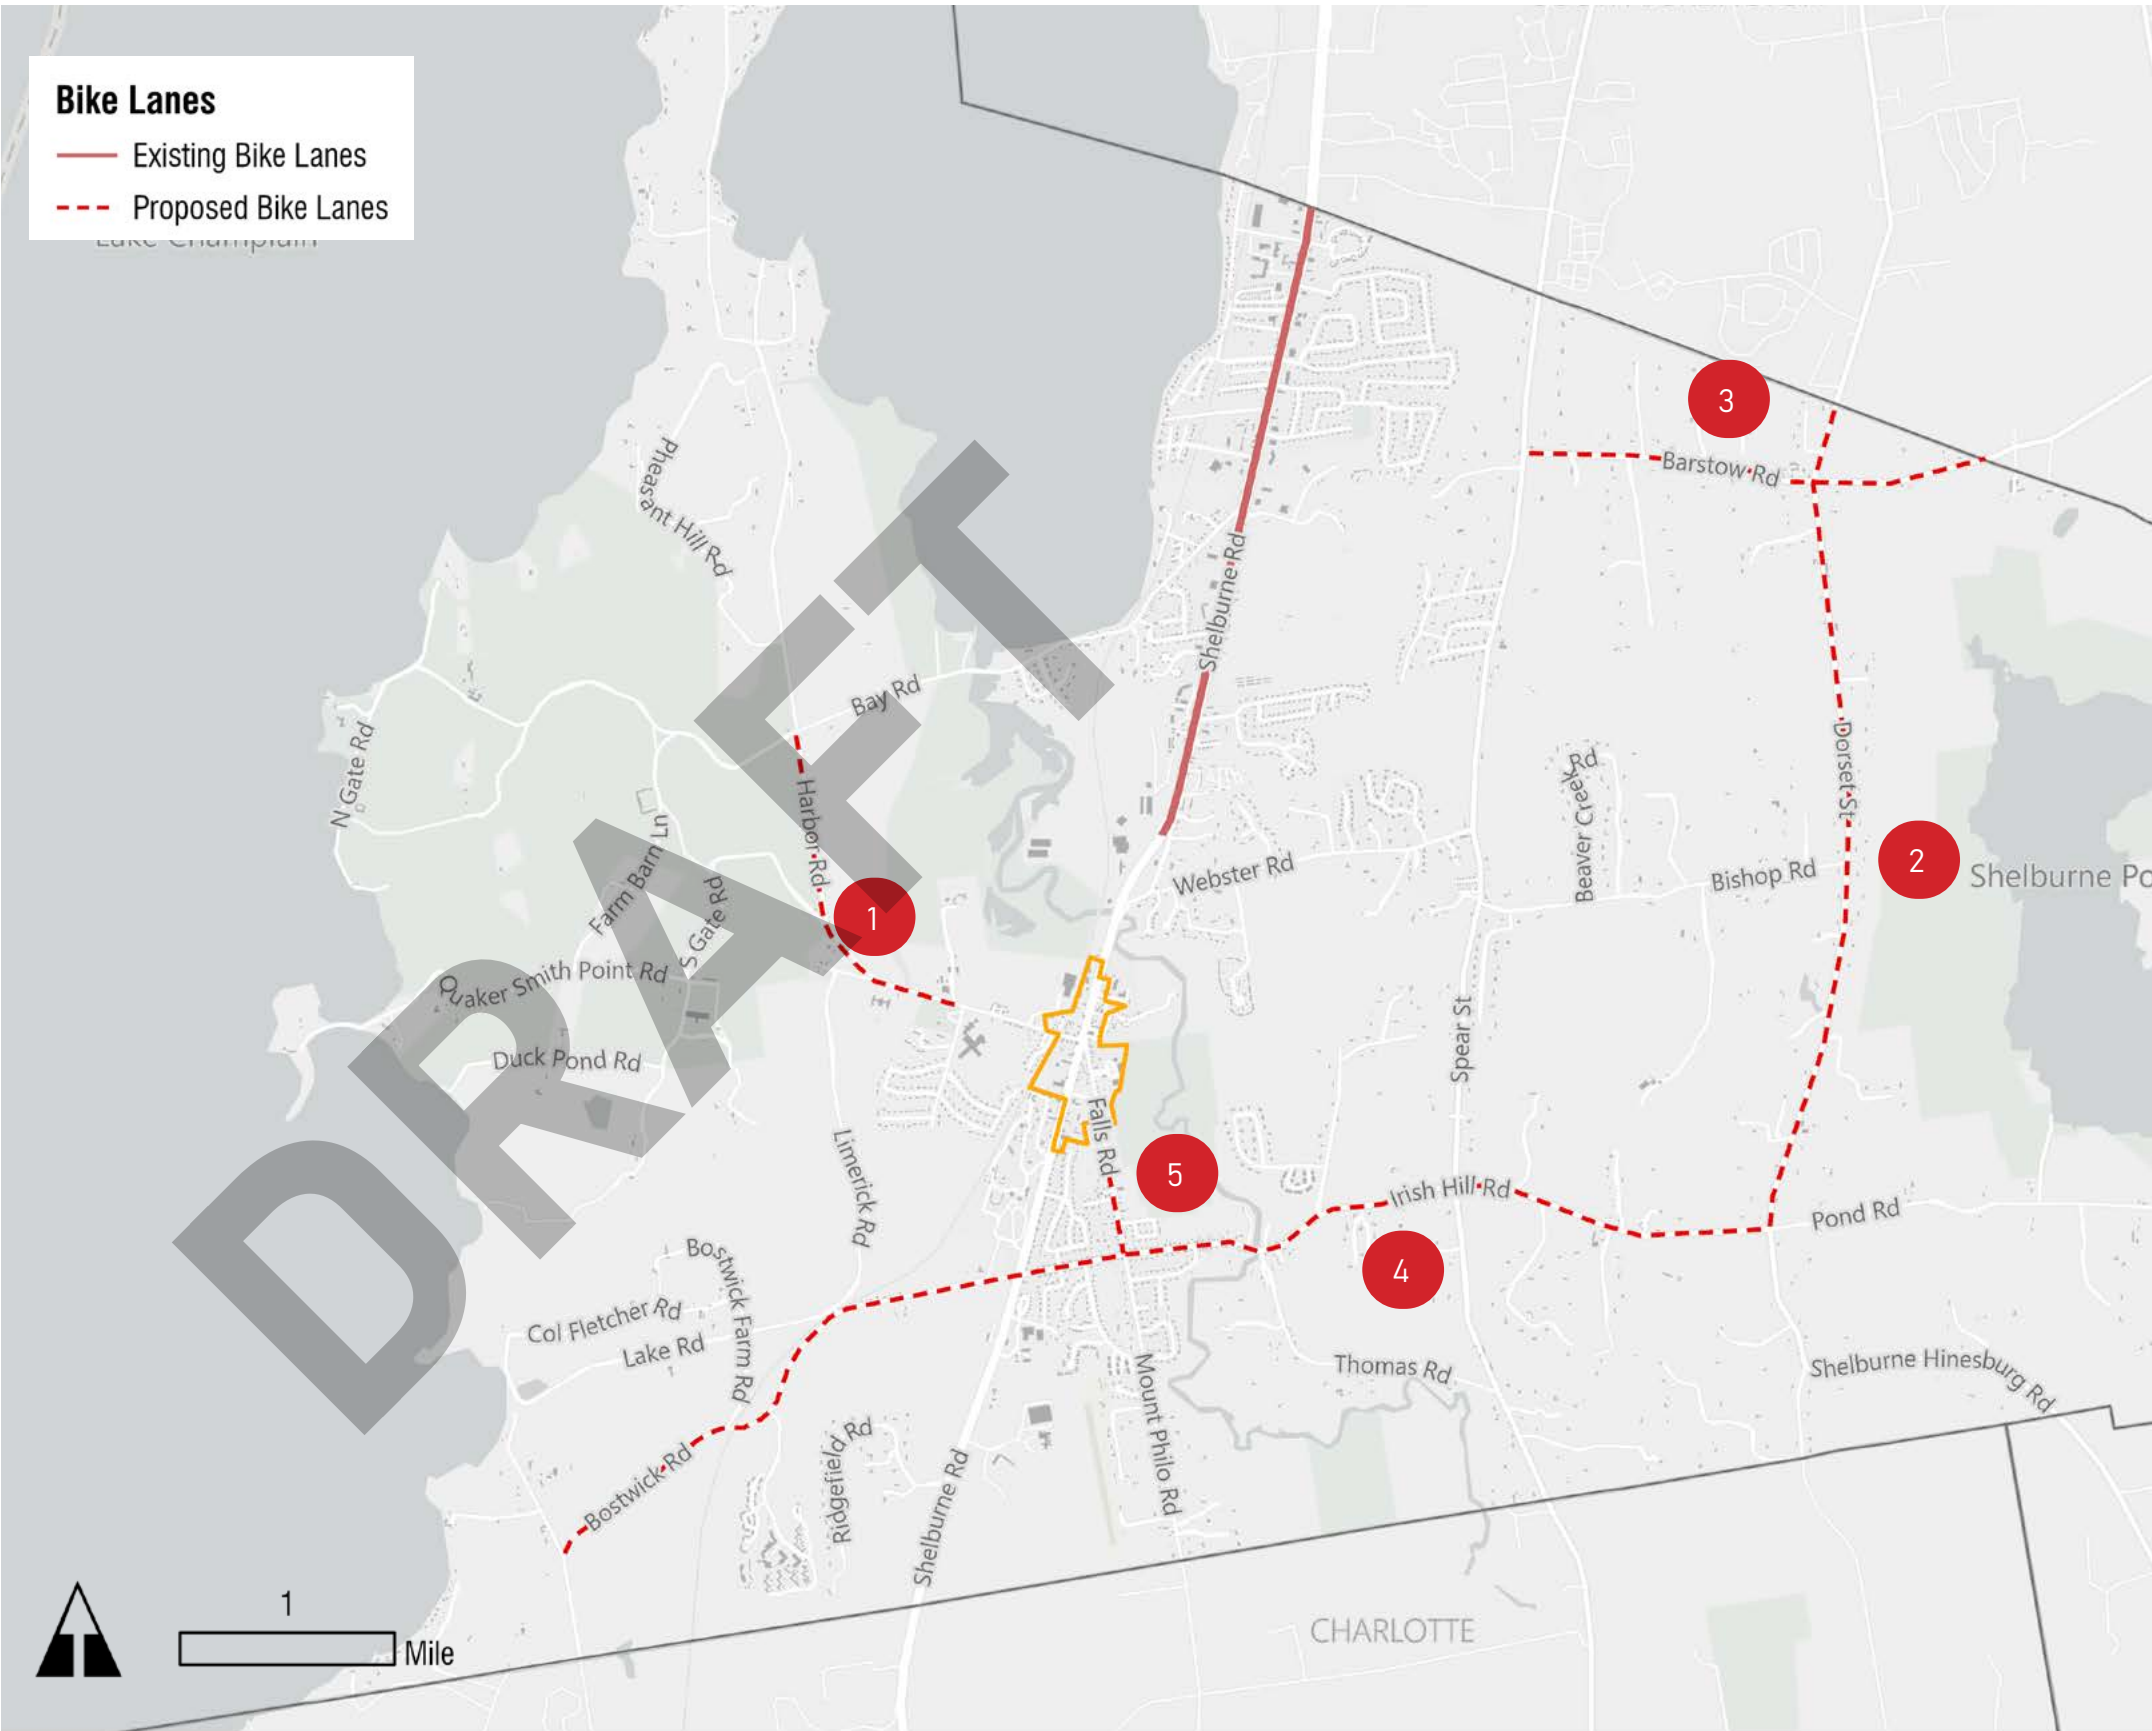 Bike Lanes
Existing Bike Lanes
Proposed Bike Lanes
Lake Champlain
3
Barstow Rd
Pheasant Hill Rd
Shelburne Rd
Bay Rd
N Gate Rd
Harbor Rd
Farm Barn Ln
S Gate Rd
1
Webster Rd
Beaver Creek Rd
Bishop Rd
Dorset St
2
Shelburne Po
Quaker Smith Point Rd
Duck Pond Rd
Spear St
Falls Rd
5
Limerick Rd
Irish Hill Rd
Pond Rd
4
Bostwick Farm Rd
Col Fletcher Rd
Lake Rd
Thomas Rd
Shelburne Hinesburg Rd
Mount Philo Rd
Bostwick Rd
Ridgefield Rd
Shelburne Rd
CHARLOTTE
1
Mile
DRAFT